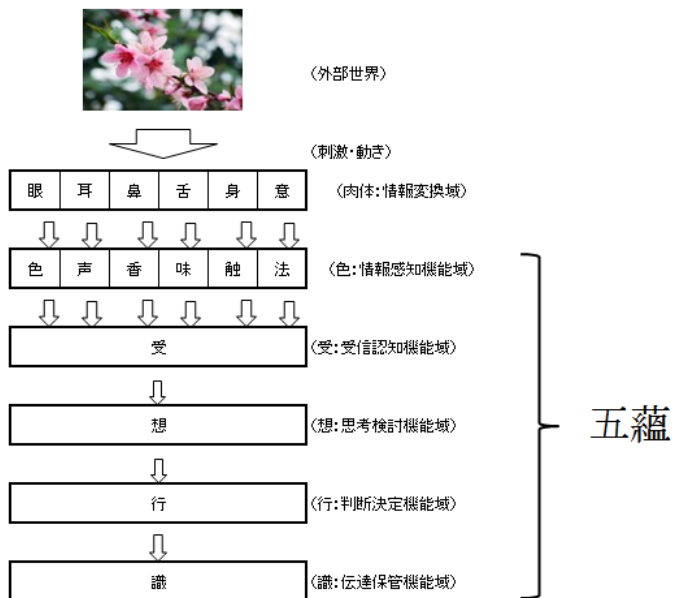 (外部世界)
(刺激・動き)
眼 耳 鼻 舌 身 意 (肉体:情報変換域)
色 声 香 味 触 法 (色:情報感知機能域)
受 (受:受信認知機能域)
想 (想:思考検討機能域)
五蘊
行 (行:判断決定機能域)
識 (識:伝達保管機能域)